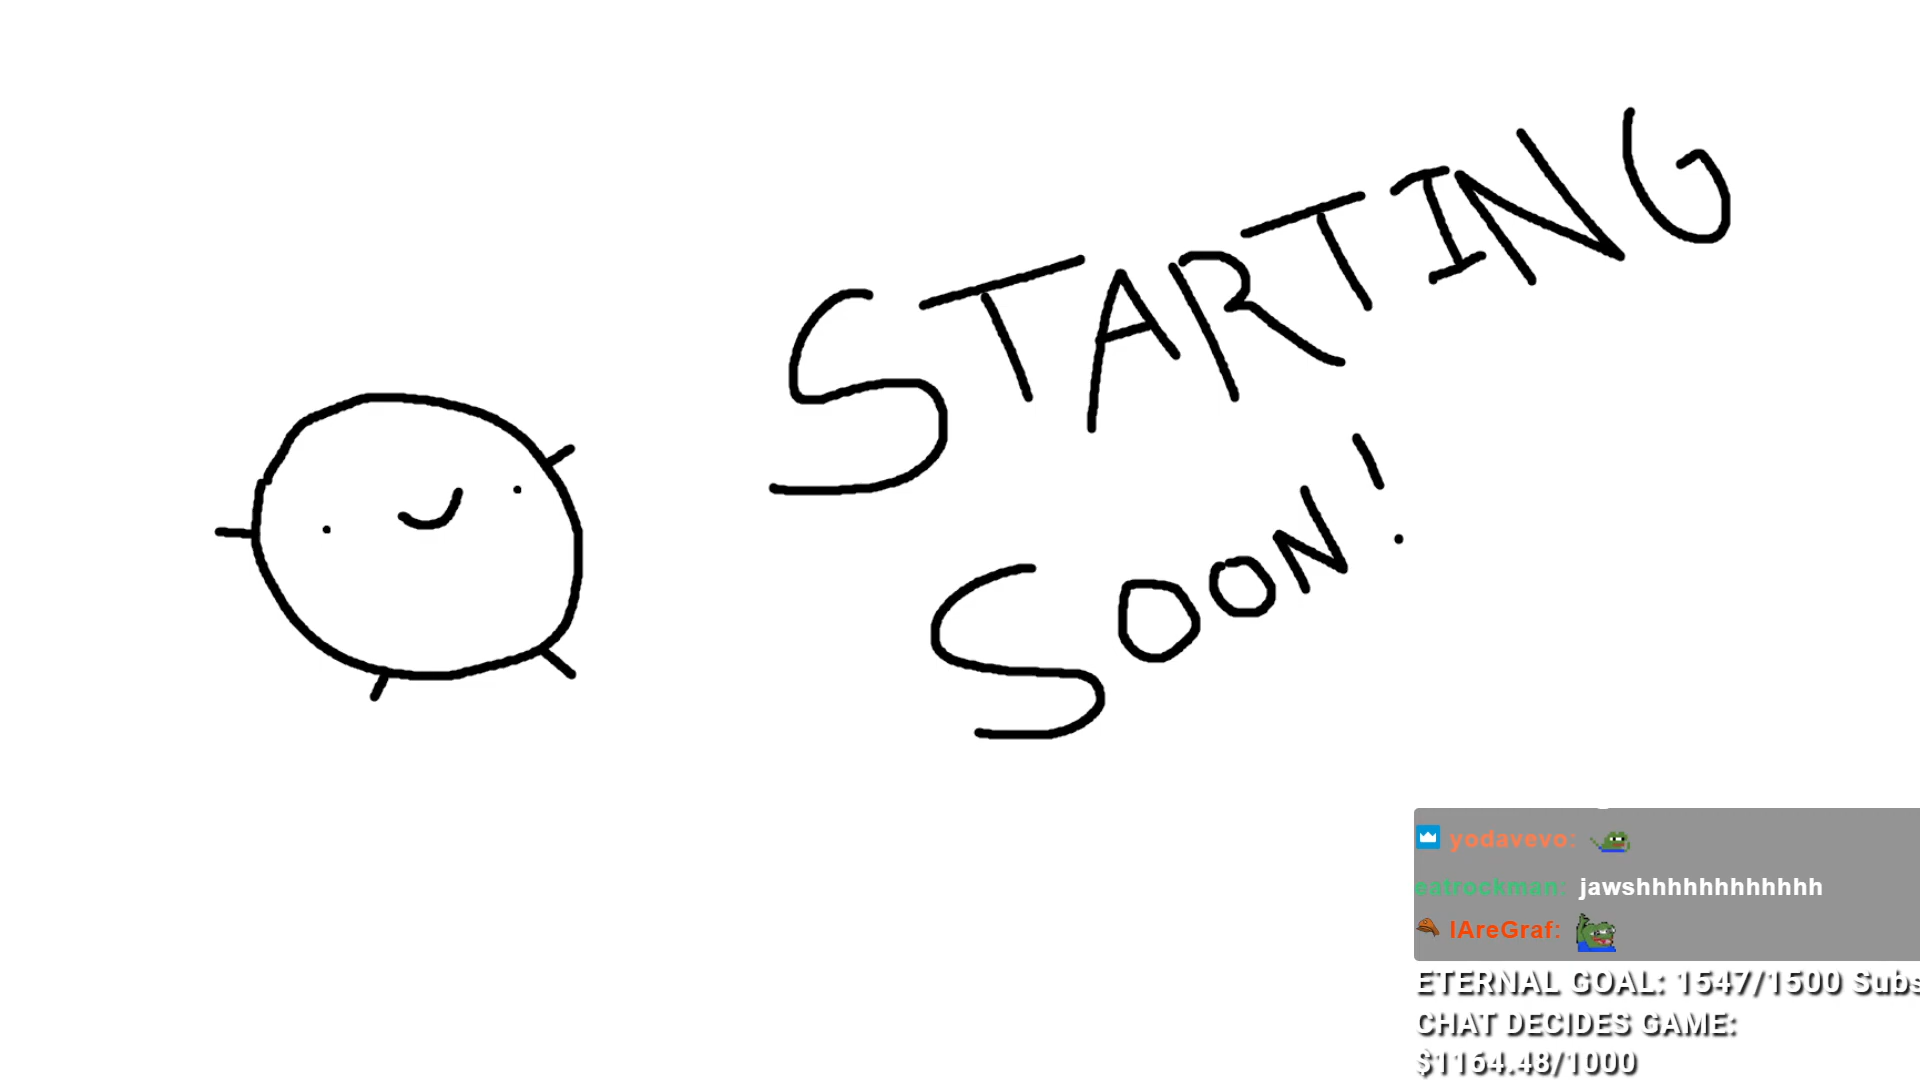 STARTING
SOON!
yodavevo:
eatrockman: jawshhhhhhhhhhhh
IAreGraf:
ETERNAL GOAL: 1547/1500 Subs
CHAT DECIDES GAME:
$1164.48/1000